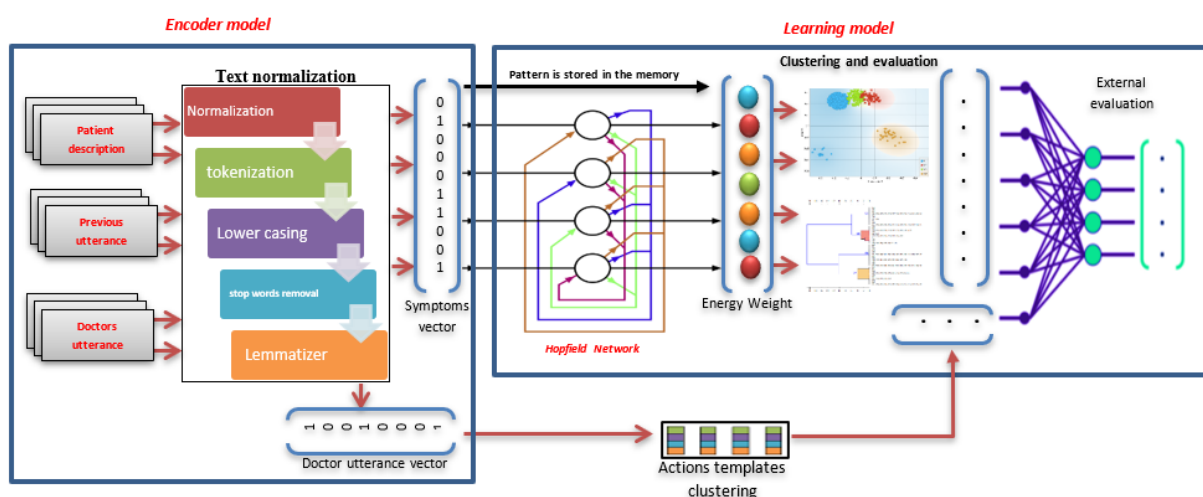 Encoder model
Learning model
Text normalization
Patient
description
Previous
utterance
Doctors
utterance
Normalization
tokenization
Lower casing
stop words removal
Lemmatizer
0
1
0
0
0
1
1
0
0
1
Symptoms
vector
1 0 0 1 0 0 0 0 1
Doctor utterance vector
Pattern is stored in the memory
Hopfield Network
Energy Weight
Clustering and evaluation
External
evaluation
Actions templates
clustering